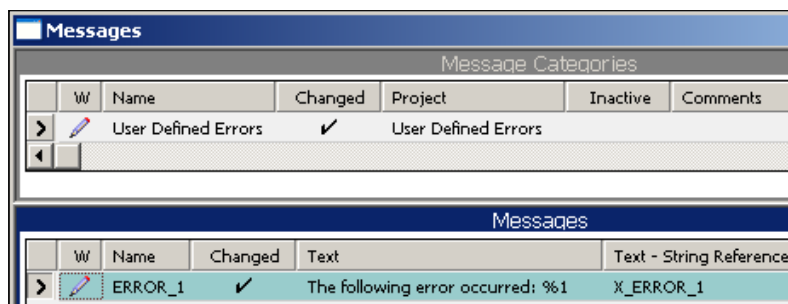 Messages
Message Categories
W Name Changed Project Inactive Comments
User Defined Errors User Defined Errors
Messages
W Name Changed Text Text - String Reference
ERROR_1 The following error occurred: %1 X_ERROR_1